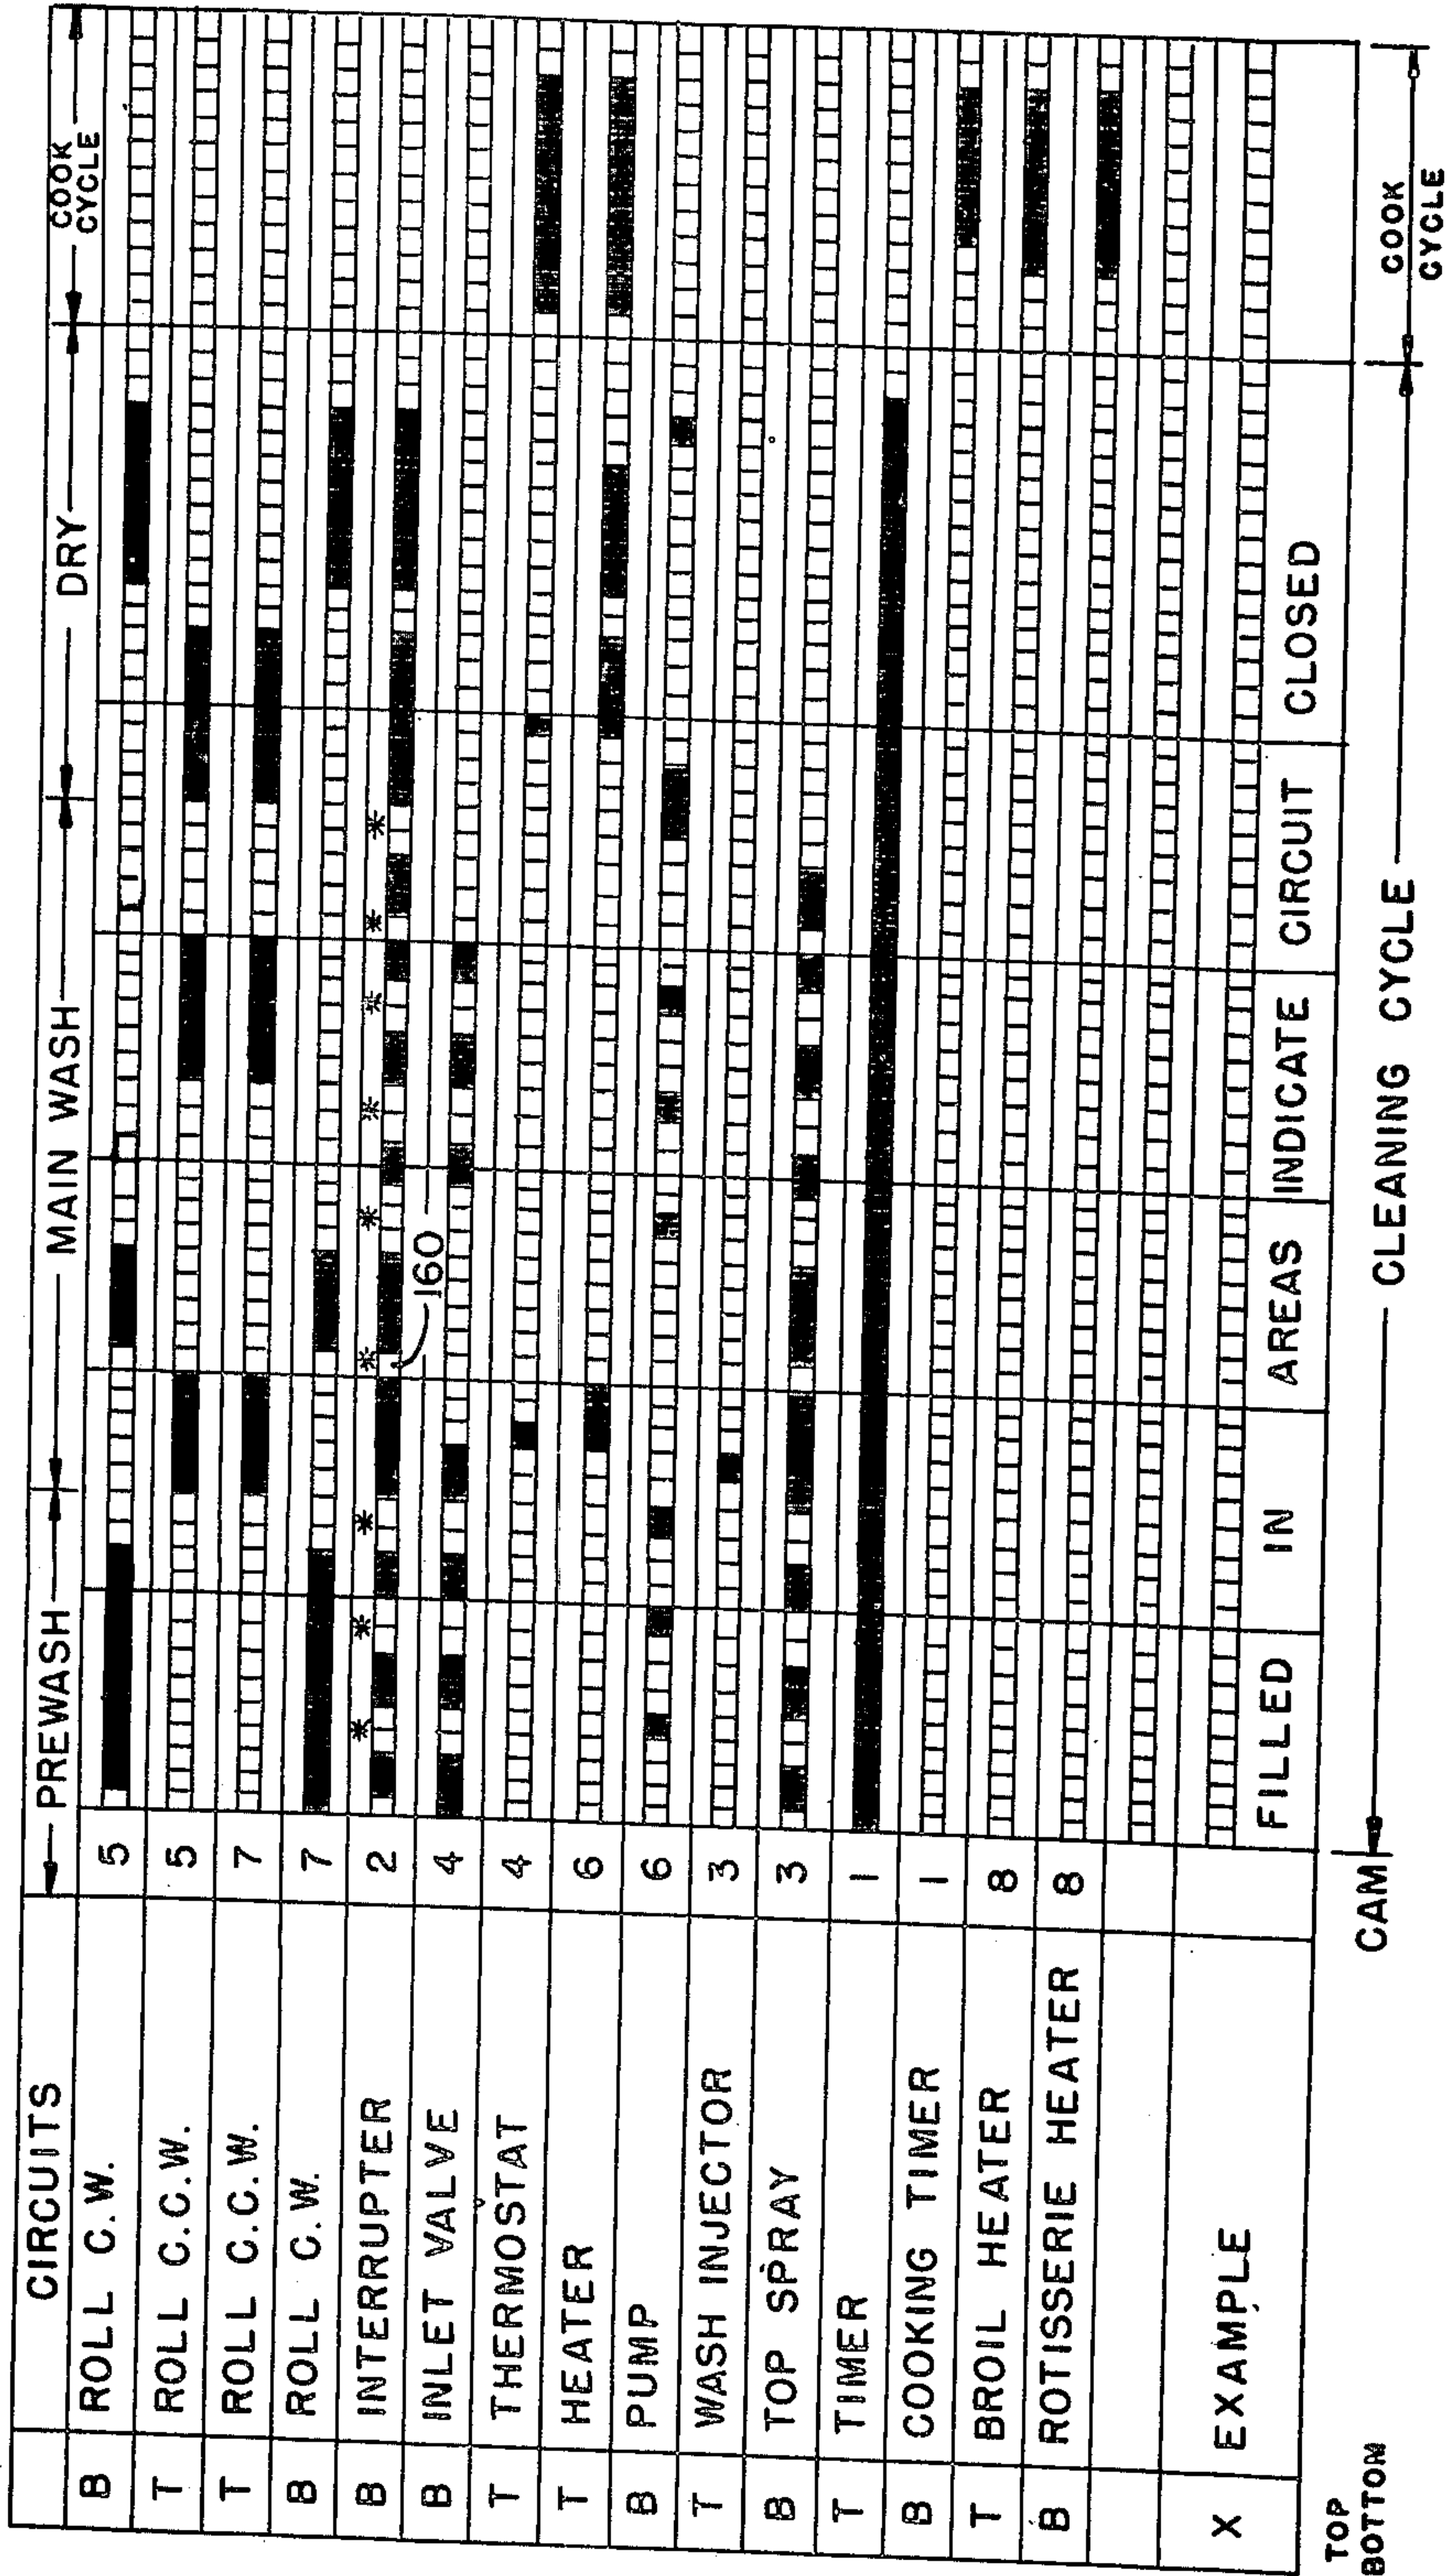 CIRCUITS
PREWASH
MAIN WASH
DRY
COOK CYCLE
B ROLL C.W. 5
T ROLL C.C.W. 5
T ROLL C.C.W. 7
B ROLL C.W. 7
B INTERRUPTER 2 * * * * * * * * *
B INLET VALVE 4 160
T THERMOSTAT 4
T HEATER 6
B PUMP 6
T WASH INJECTOR 3
B TOP SPRAY 3
T TIMER 1
B COOKING TIMER 1
T BROIL HEATER 8
B ROTISSERIE HEATER 8
X EXAMPLE FILLED IN AREAS INDICATE CIRCUIT CLOSED
TOP
BOTTOM
CAM
CLEANING CYCLE
COOK
CYCLE